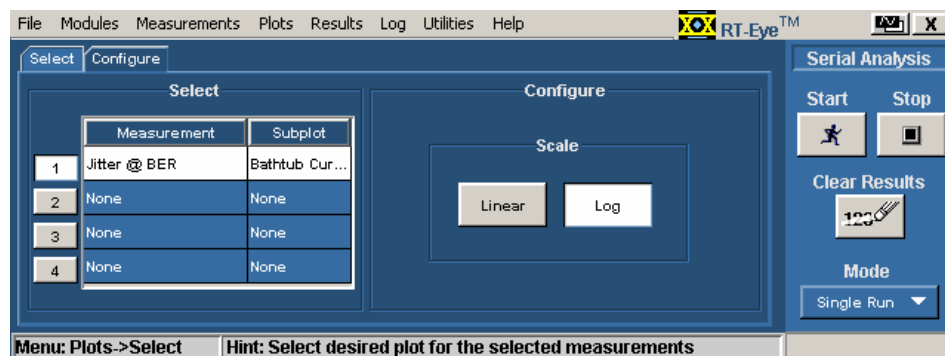 File Modules Measurements Plots Results Log Utilities Help RT-Eye™ X
Select Configure
Serial Analysis
Select
Configure
Start Stop
Measurement Subplot
Scale
1 Jitter @ BER Bathtub Cur...
Clear Results
2 None None
Linear Log
123
3 None None
4 None None
Mode
Single Run
Menu: Plots->Select Hint: Select desired plot for the selected measurements